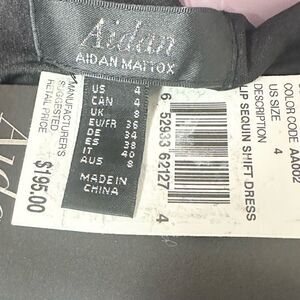 Aidan
AIDAN MATTOX
US 4
CAN 4
UK 8
EU/FR 36
DE 34
ES 38
IT 40
AUS 8
MADE IN
CHINA
MANUFACTURER'S
SUGGESTED
RETAIL PRICE
$195.00
6 52933 62127 4
COLOR CODE
US SIZE 4
DESCRIPTION
SEQUIN SHIFT DRESS